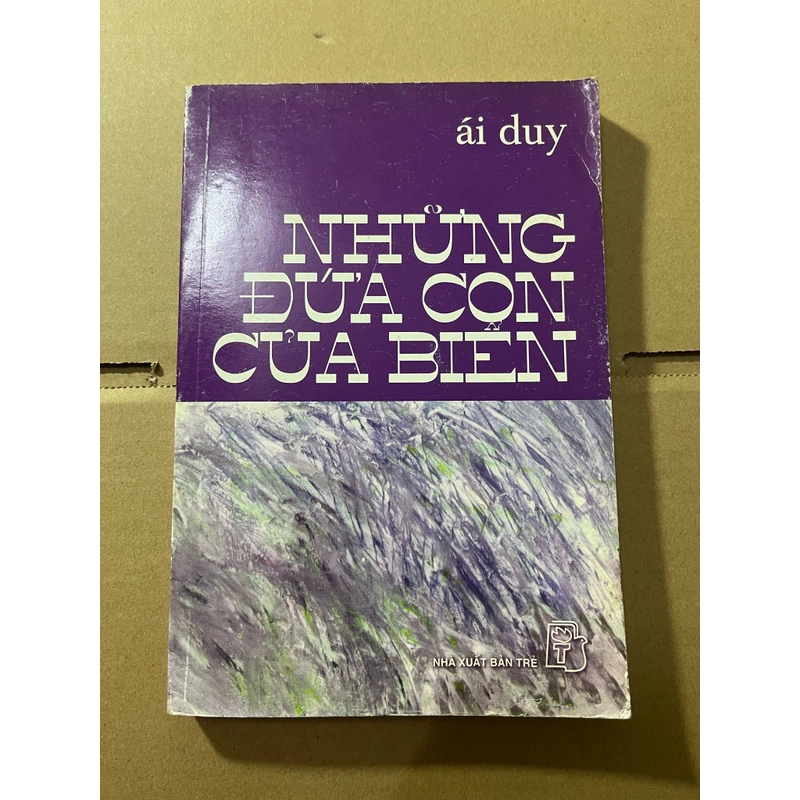 ái duy
NHỮNG
ĐỨA CON
CỦA BIỂN
NHÀ XUẤT BẢN TRẺ
T